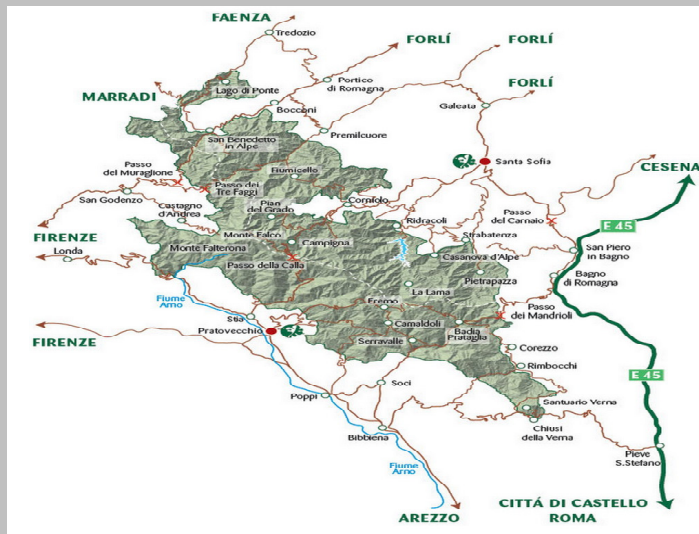 FAENZA
Tredozio
FORLÍ
FORLÍ
Lago di Ponte
Portico
di Romagna
FORLÍ
MARRADI
Bocconi
Galeata
San Benedetto
in Alpe
Premilcuore
Passo
del Muraglione
Fiumicello
Santa Sofia
CESENA
San Godenzo
Passo dei
Tre Faggi
Castagno
d'Andrea
Pian
del Grado
Corniolo
Ridracoli
Passo
del Carnaio
E 45
FIRENZE
Monte Falco
Campigna
Strabatenza
San Piero
in Bagno
Londa
Monte Falterona
Casanova d'Alpe
Passo della Calla
Pietrapazza
Bagno
di Romagna
La Lama
Fiume
Arno
Eremo
Passo
dei Mandrioli
Stia
Pratovecchio
Camaldoli
Badia
Prataglia
FIRENZE
Serravalle
Corezzo
Rimbocchi
E 45
Soci
Poppi
Santuario Verna
Chiusi
della Verna
Bibbiena
Pieve
S.Stefano
Fiume
Arno
AREZZO
CITTÁ DI CASTELLO
ROMA